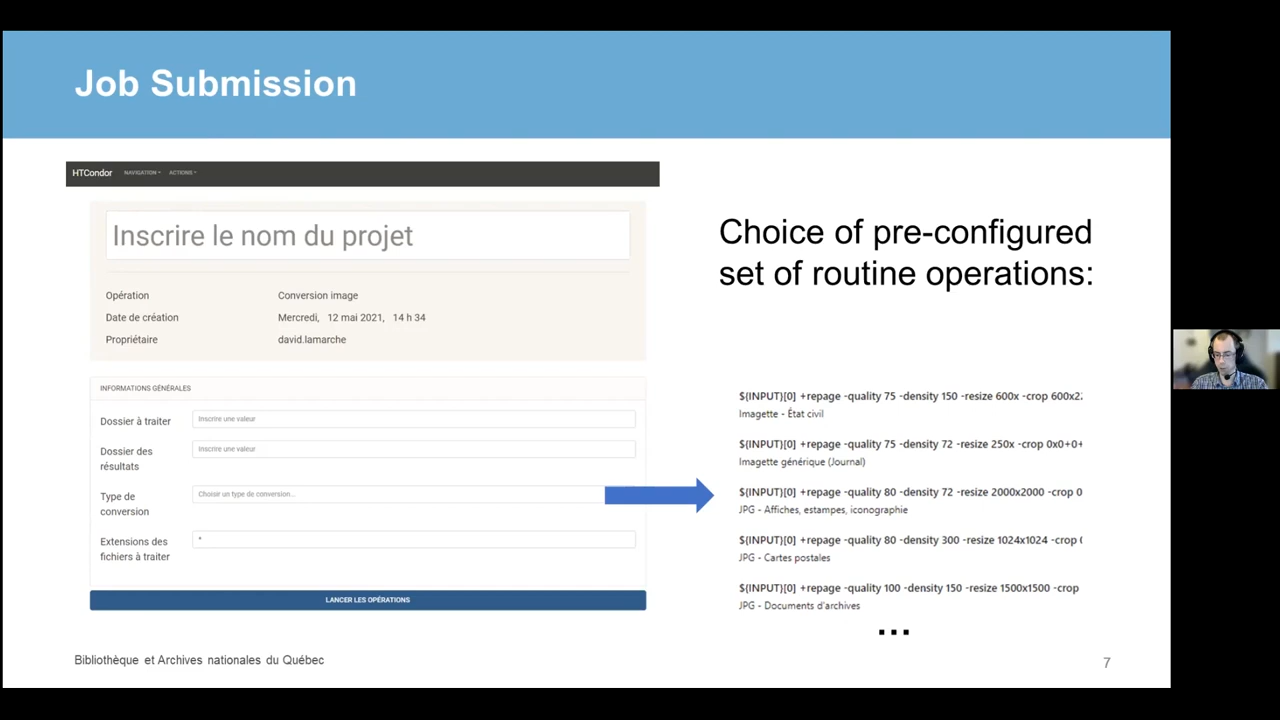 Job Submission
HTCondor NAVIGATION ACTIONS
Inscrire le nom du projet
Opération Conversion image
Date de création Mercredi, 12 mai 2021, 14 h 34
Propriétaire david.lamarche
INFORMATIONS GÉNÉRALES
Dossier à traiter Inscrire une valeur
Dossier des Inscrire une valeur
résultats
Type de Choisir un type de conversion...
conversion
Extensions des *
fichiers à traiter
LANCER LES OPÉRATIONS
Choice of pre-configured
set of routine operations:
${INPUT}[0] +repage -quality 75 -density 150 -resize 600x -crop 600x2
Imagette - État civil
${INPUT}[0] +repage -quality 75 -density 72 -resize 250x -crop 0x0+0+
Imagette générique (Journal)
${INPUT}[0] +repage -quality 80 -density 72 -resize 2000x2000 -crop 0
JPG - Affiches, estampes, iconographie
${INPUT}[0] +repage -quality 80 -density 300 -resize 1024x1024 -crop
JPG - Cartes postales
${INPUT}[0] +repage -quality 100 -density 150 -resize 1500x1500 -crop
JPG - Documents d'archives
...
Bibliothèque et Archives nationales du Québec
7